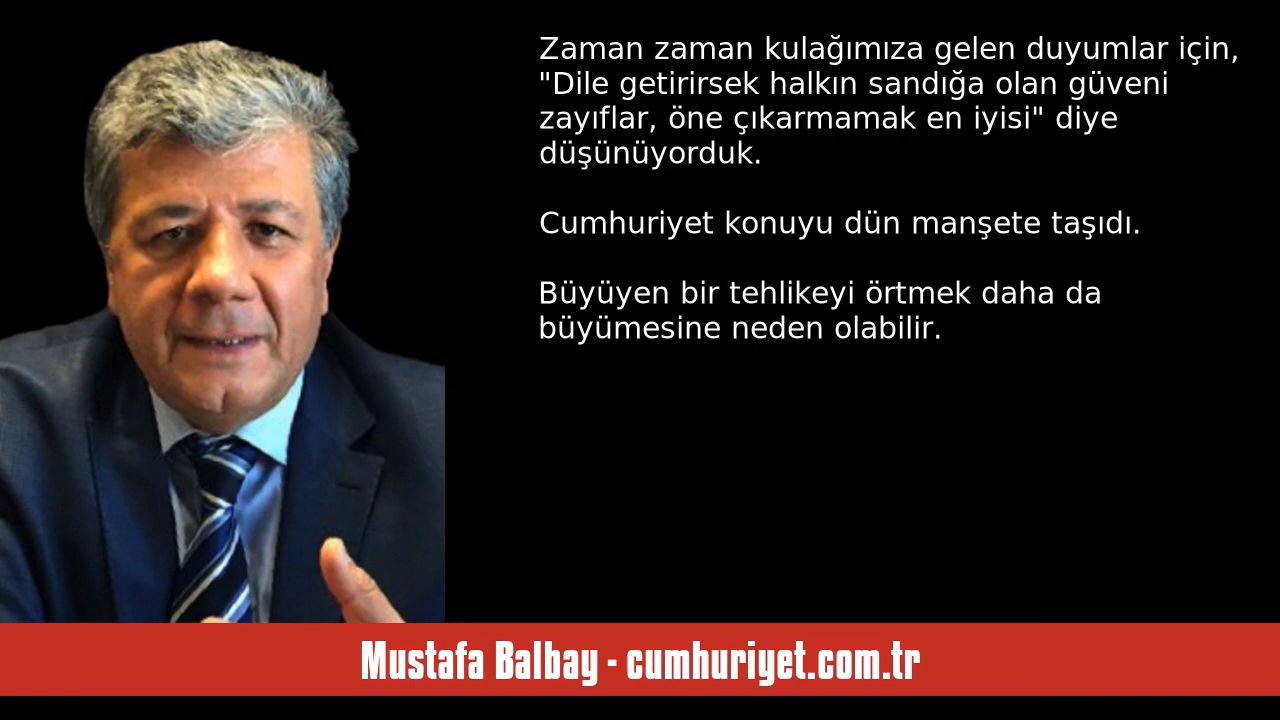 Zaman zaman kulağımıza gelen duyumlar için,
"Dile getirirsek halkın sandığa olan güveni
zayıflar, öne çıkarmamak en iyisi" diye
düşünüyorduk.
Cumhuriyet konuyu dün manşete taşıdı.
Büyüyen bir tehlikeyi örtmek daha da
büyümesine neden olabilir.
Mustafa Balbay - cumhuriyet.com.tr